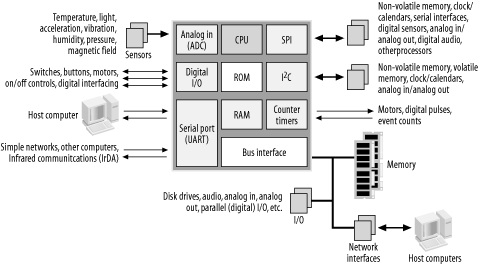 Temperature, light,
acceleration, vibration,
humidity, pressure,
magnetic field
Sensors
Analog in
(ADC)
CPU
SPI
Non-volatile memory, clock/
calendars, serial interfaces,
digital sensors, analog in/
analog out, digital audio,
otherprocessors
Switches, buttons, motors,
on/off controls, digital interfacing
Digital
I/O
ROM
I²C
Non-volatile memory, volatile
memory, clock/calendars,
analog in/analog out
Host computer
Serial port
(UART)
RAM
Counter
timers
Motors, digital pulses,
event counts
Simple networks, other computers,
Infrared communitcations (IrDA)
Bus interface
Memory
Disk drives, audio, analog in, analog
out, parallel (digital) I/O, etc.
I/O
Network
interfaces
Host computers